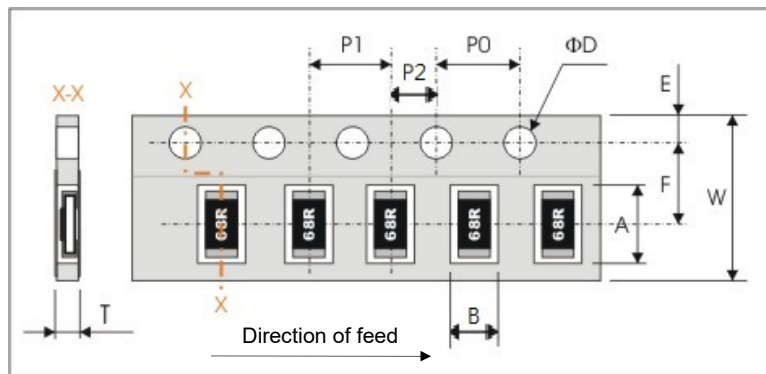 P1
P0
ΦD
P2
E
X
X-X
F
W
A
68R
68R
68R
68R
68R
X
T
B
Direction of feed